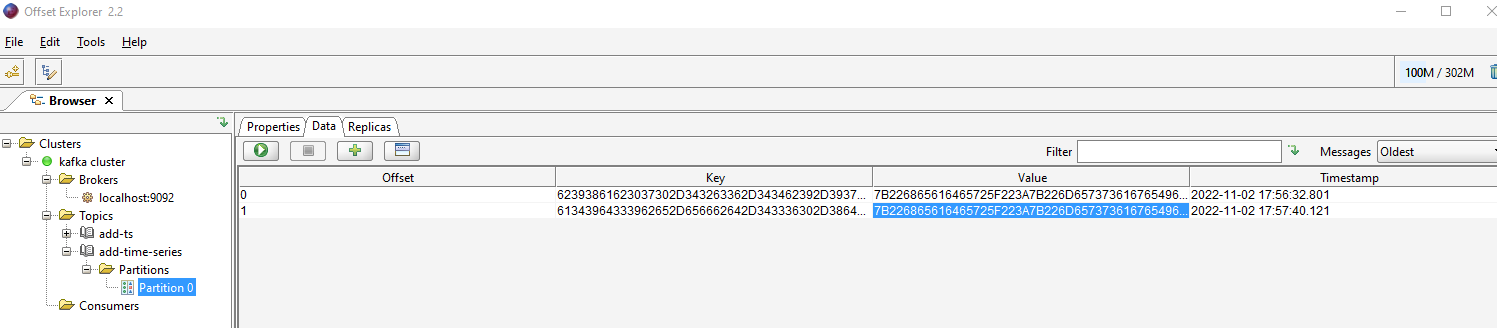 Offset Explorer 2.2
File Edit Tools Help
100M / 302M
Browser
Properties Data Replicas
Clusters
kafka cluster
Brokers
localhost:9092
Topics
add-ts
add-time-series
Partitions
Partition 0
Consumers
Filter Messages Oldest
Offset Key Value Timestamp
0 62393861623037302D343263362D343462392D3937... 7B226865616465725F223A7B226D657373616765496... 2022-11-02 17:56:32.801
1 61343964333962652D656662642D343336302D3864... 7B226865616465725F223A7B226D657373616765496... 2022-11-02 17:57:40.121